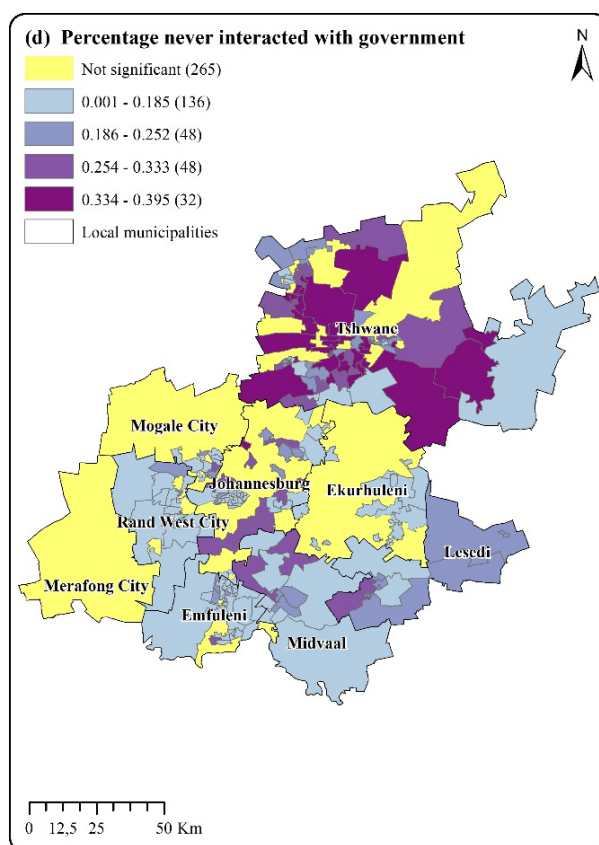 (d) Percentage never interacted with government
N
Not significant (265)
0.001 - 0.185 (136)
0.186 - 0.252 (48)
0.254 - 0.333 (48)
0.334 - 0.395 (32)
Local municipalities
Tshwane
Mogale City
Johannesburg
Ekurhuleni
Rand West City
Lesedi
Merafong City
Emfuleni
Midvaal
0 12,5 25 50 Km